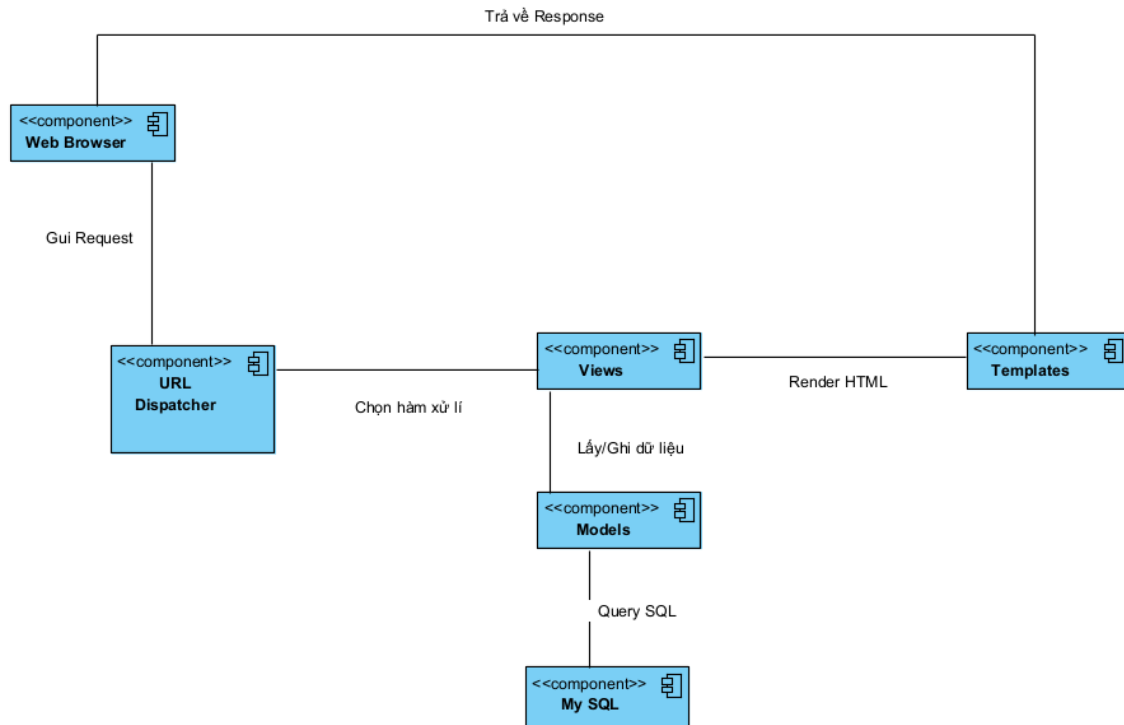 Trả về Response
<<component>>
Web Browser
Gui Request
<<component>>
URL
Dispatcher
Chọn hàm xử lí
<<component>>
Views
Render HTML
<<component>>
Templates
Lấy/Ghi dữ liệu
<<component>>
Models
Query SQL
<<component>>
My SQL